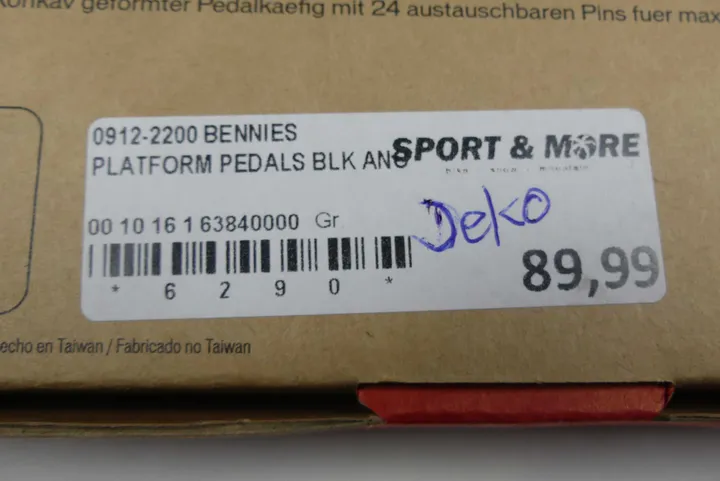 konkav geformter Pedalkaefig mit 24 austauschbaren Pins fuer max
0912-2200 BENNIES
PLATFORM PEDALS BLK ANO
SPORT & MORE
00 10 16 1 63840000 Gr.
Deko
* 6 2 9 0 *
89,99
echo en Taiwan / Fabricado no Taiwan